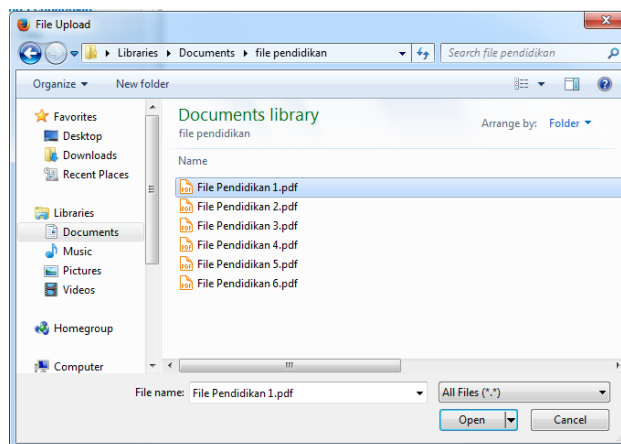 File Upload
Libraries Documents file pendidikan Search file pendidikan
Organize New folder
Favorites
Desktop
Downloads
Recent Places
Libraries
Documents
Music
Pictures
Videos
Homegroup
Computer
Documents library
file pendidikan
Arrange by: Folder
Name
File Pendidikan 1.pdf
File Pendidikan 2.pdf
File Pendidikan 3.pdf
File Pendidikan 4.pdf
File Pendidikan 5.pdf
File Pendidikan 6.pdf
File name: File Pendidikan 1.pdf All Files (*.*)
Open Cancel